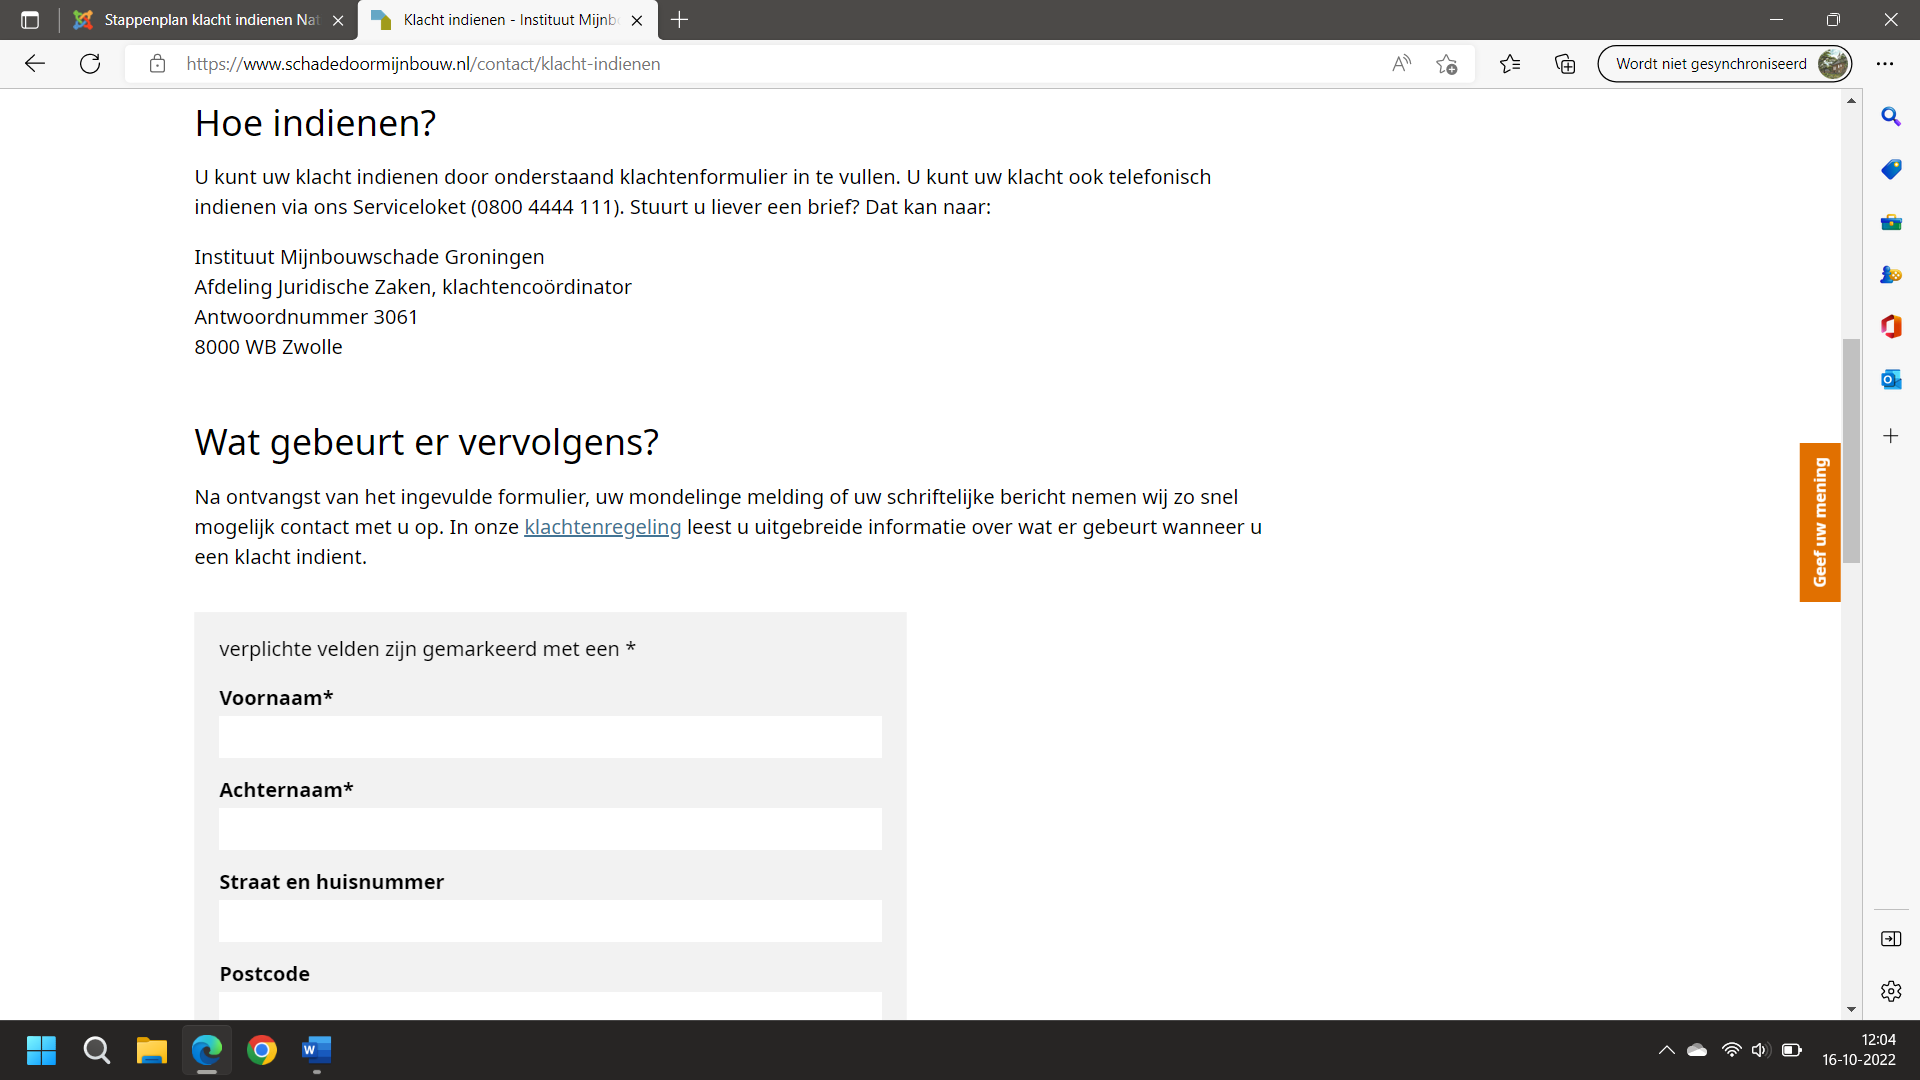 Stappenplan klacht indienen Nat
Klacht indienen - Instituut Mijnb
https://www.schadedoormijnbouw.nl/contact/klacht-indienen
Wordt niet gesynchroniseerd
Hoe indienen?
U kunt uw klacht indienen door onderstaand klachtenformulier in te vullen. U kunt uw klacht ook telefonisch
indienen via ons Serviceloket (0800 4444 111). Stuurt u liever een brief? Dat kan naar:
Instituut Mijnbouwschade Groningen
Afdeling Juridische Zaken, klachtencoördinator
Antwoordnummer 3061
8000 WB Zwolle
Wat gebeurt er vervolgens?
Na ontvangst van het ingevulde formulier, uw mondelinge melding of uw schriftelijke bericht nemen wij zo snel
mogelijk contact met u op. In onze klachtenregeling leest u uitgebreide informatie over wat er gebeurt wanneer u
een klacht indient.
Geef uw mening
verplichte velden zijn gemarkeerd met een *
Voornaam*
Achternaam*
Straat en huisnummer
Postcode
12:04
16-10-2022